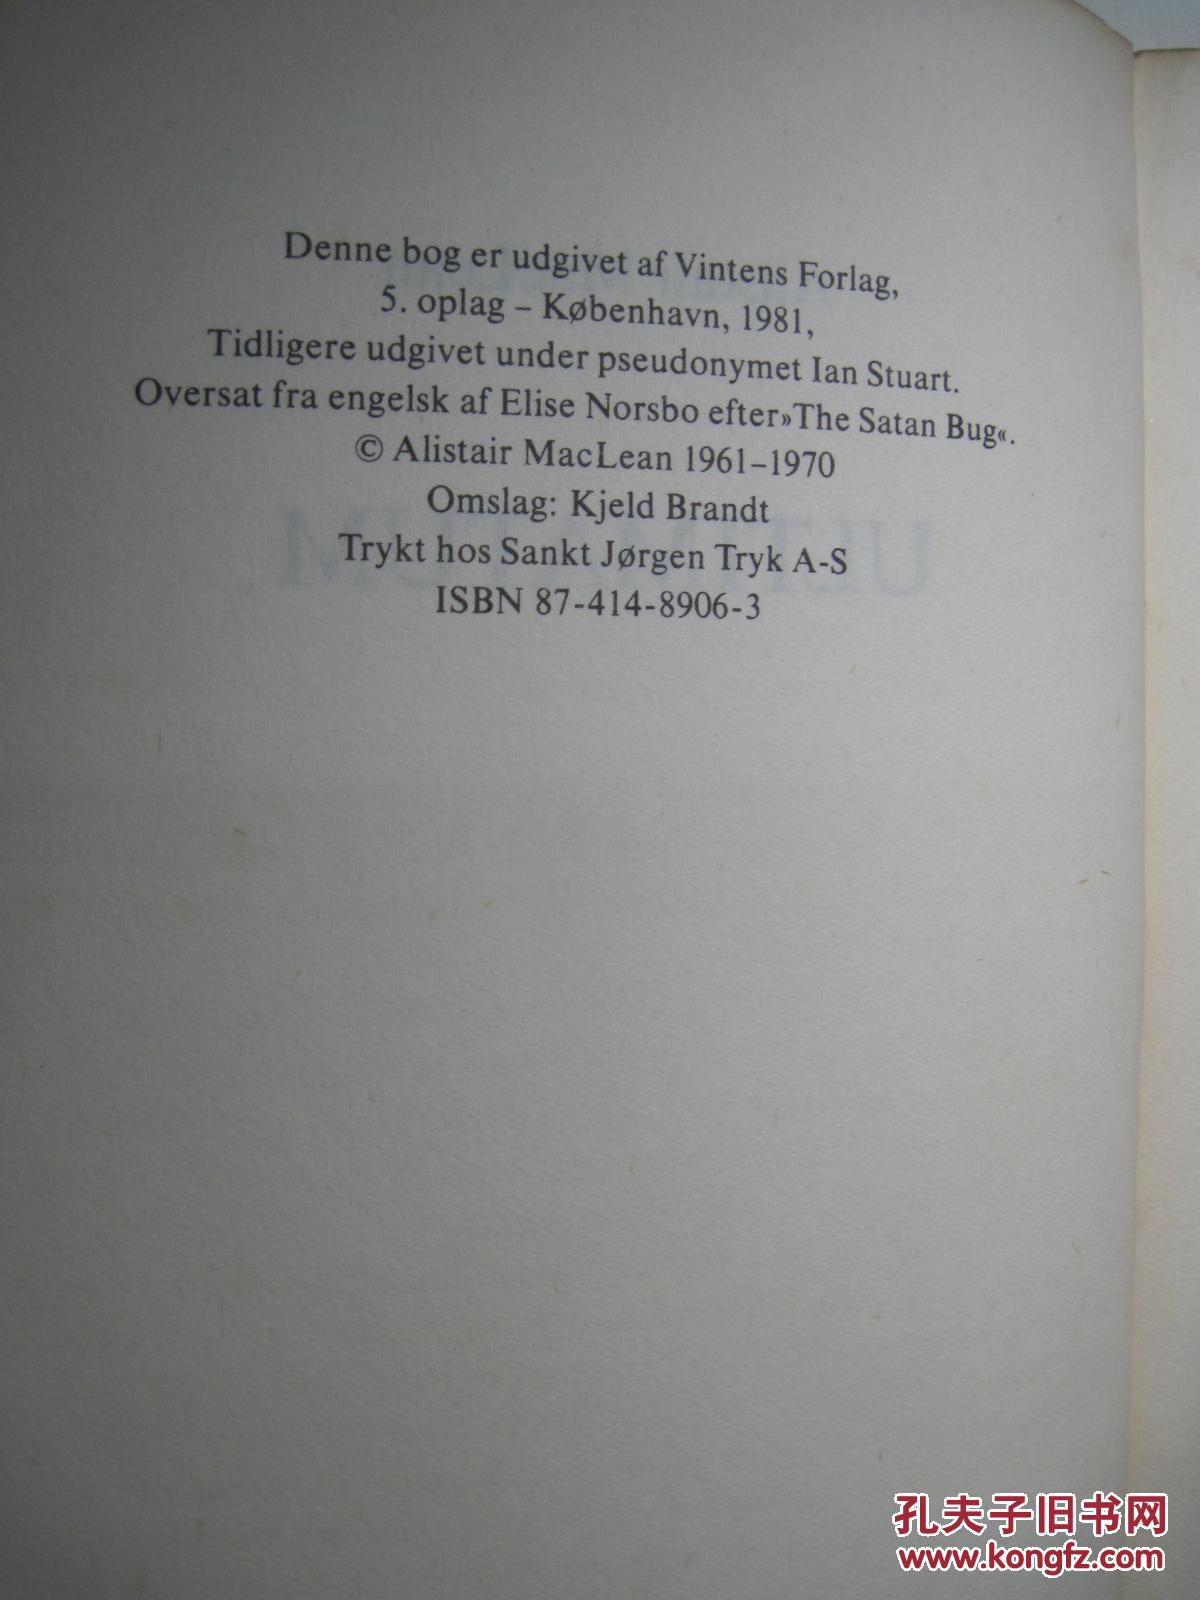 Denne bog er udgivet af Vintens Forlag,
5. oplag – København, 1981,
Tidligere udgivet under pseudonymet Ian Stuart.
Oversat fra engelsk af Elise Norsbo efter»The Satan Bug«.
© Alistair MacLean 1961–1970
Omslag: Kjeld Brandt
Trykt hos Sankt Jørgen Tryk A-S
ISBN 87-414-8906-3
孔夫子旧书网
www.kongfz.com